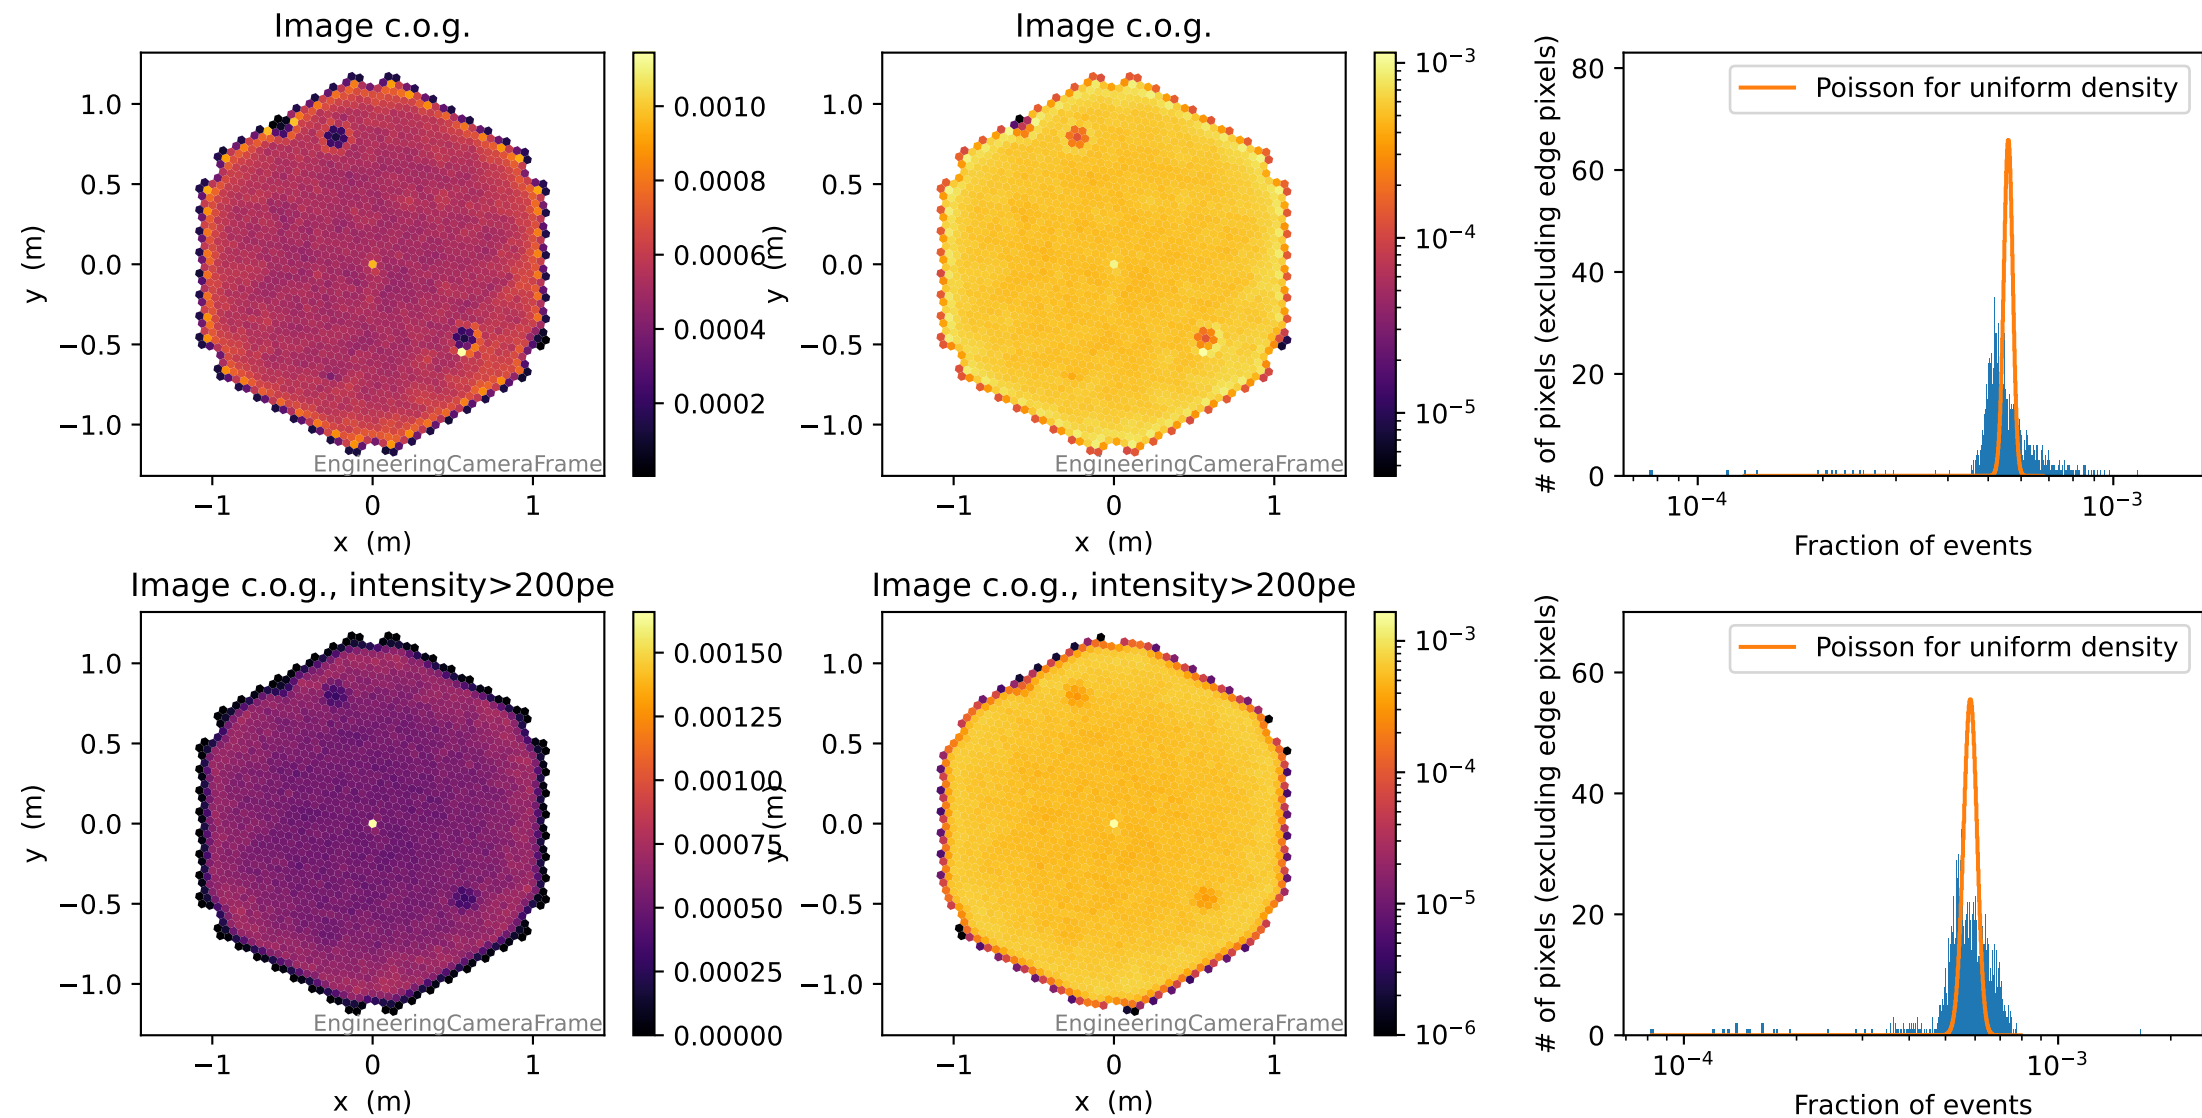 Image c.o.g.
1.0
0.5
0.0
−0.5
−1.0
y (m)
−1
0
1
x (m)
EngineeringCameraFrame
0.0010
0.0008
0.0006
0.0004
0.0002
Image c.o.g.
1.0
0.5
0.0
−0.5
−1.0
y (m)
−1
0
1
x (m)
EngineeringCameraFrame
10⁻³
10⁻⁴
10⁻⁵
Poisson for uniform density
80
60
40
20
0
# of pixels (excluding edge pixels)
10⁻⁴
10⁻³
Fraction of events
Image c.o.g., intensity>200pe
1.0
0.5
0.0
−0.5
−1.0
y (m)
−1
0
1
x (m)
EngineeringCameraFrame
0.00150
0.00125
0.00100
0.00075
0.00050
0.00025
0.00000
Image c.o.g., intensity>200pe
1.0
0.5
0.0
−0.5
−1.0
y (m)
−1
0
1
x (m)
EngineeringCameraFrame
10⁻³
10⁻⁴
10⁻⁵
10⁻⁶
Poisson for uniform density
60
40
20
0
# of pixels (excluding edge pixels)
10⁻⁴
10⁻³
Fraction of events